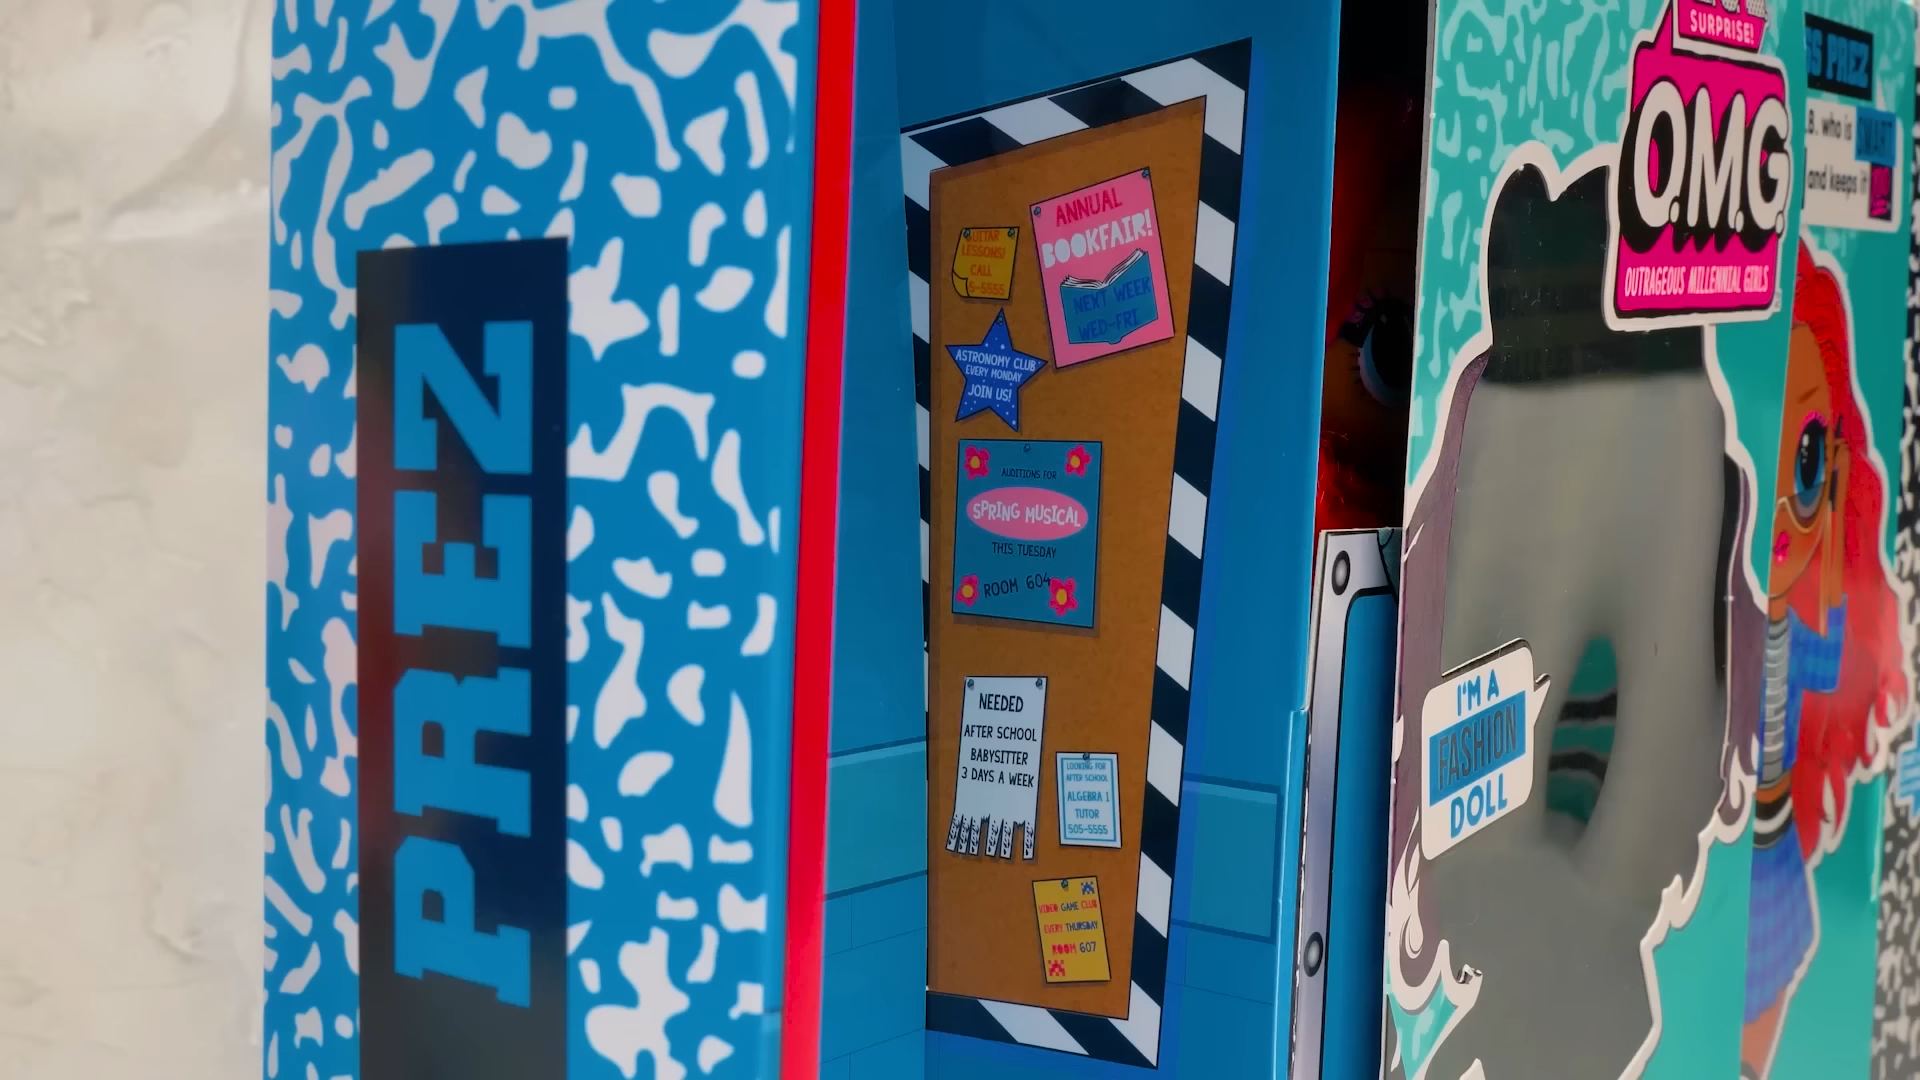 PREZ
ANNUAL
BOOKFAIR!
NEXT WEEK
WED-FRI
GUITAR
LESSONS!
CALL
5-5555
ASTRONOMY CLUB
EVERY MONDAY
JOIN US!
AUDITIONS FOR
SPRING MUSICAL
THIS TUESDAY
ROOM 604
NEEDED
AFTER SCHOOL
BABYSITTER
3 DAYS A WEEK
LOOKING FOR
AFTER SCHOOL
ALGEBRA 1
TUTOR
505-5555
VIDEO GAME CLUB
EVERY THURSDAY
ROOM 607
SURPRISE!
O.M.G.
OUTRAGEOUS MILLENNIAL GIRLS
I'M A
FASHION
DOLL
PREZ
who is SMART
and keeps it